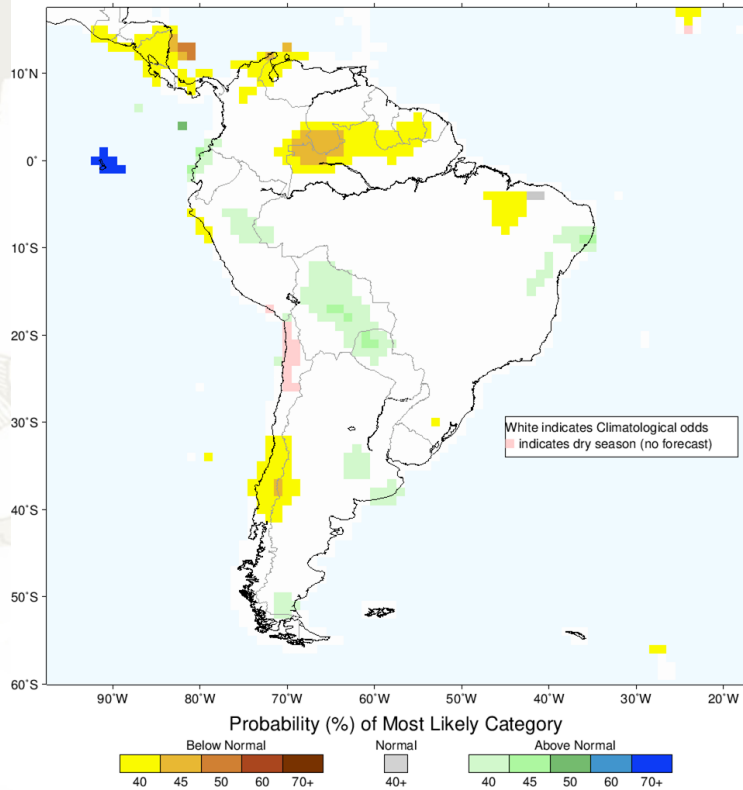 10°N
0°
10°S
20°S
30°S
40°S
50°S
60°S
White indicates Climatological odds
indicates dry season (no forecast)
90°W 80°W 70°W 60°W 50°W 40°W 30°W 20°W
Probability (%) of Most Likely Category
Below Normal Normal Above Normal
40 45 50 60 70+ 40+ 40 45 50 60 70+